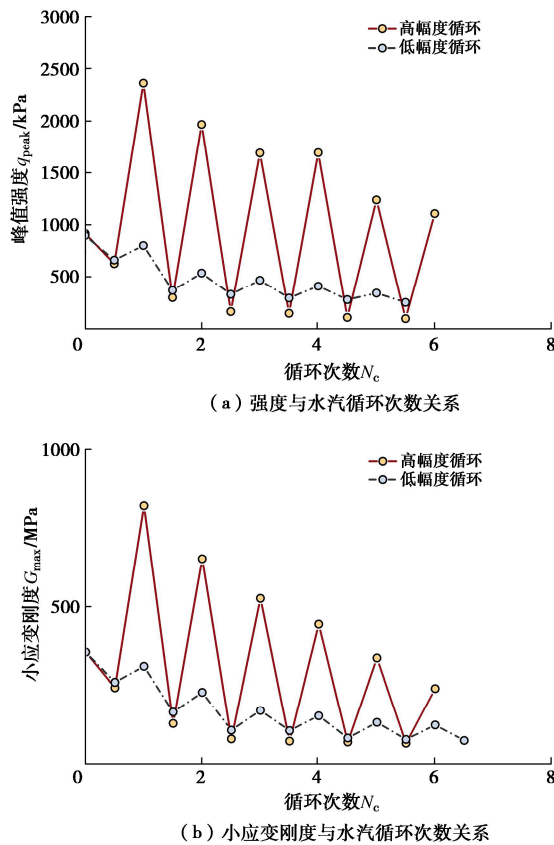 3000
2500
2000
1500
1000
500
峰值强度qpeak/kPa
高幅度循环
低幅度循环
0 2 4 6 8
循环次数Nc
（a）强度与水汽循环次数关系
1000
500
小应变刚度Gmax/MPa
高幅度循环
低幅度循环
0 2 4 6 8
循环次数Nc
（b）小应变刚度与水汽循环次数关系